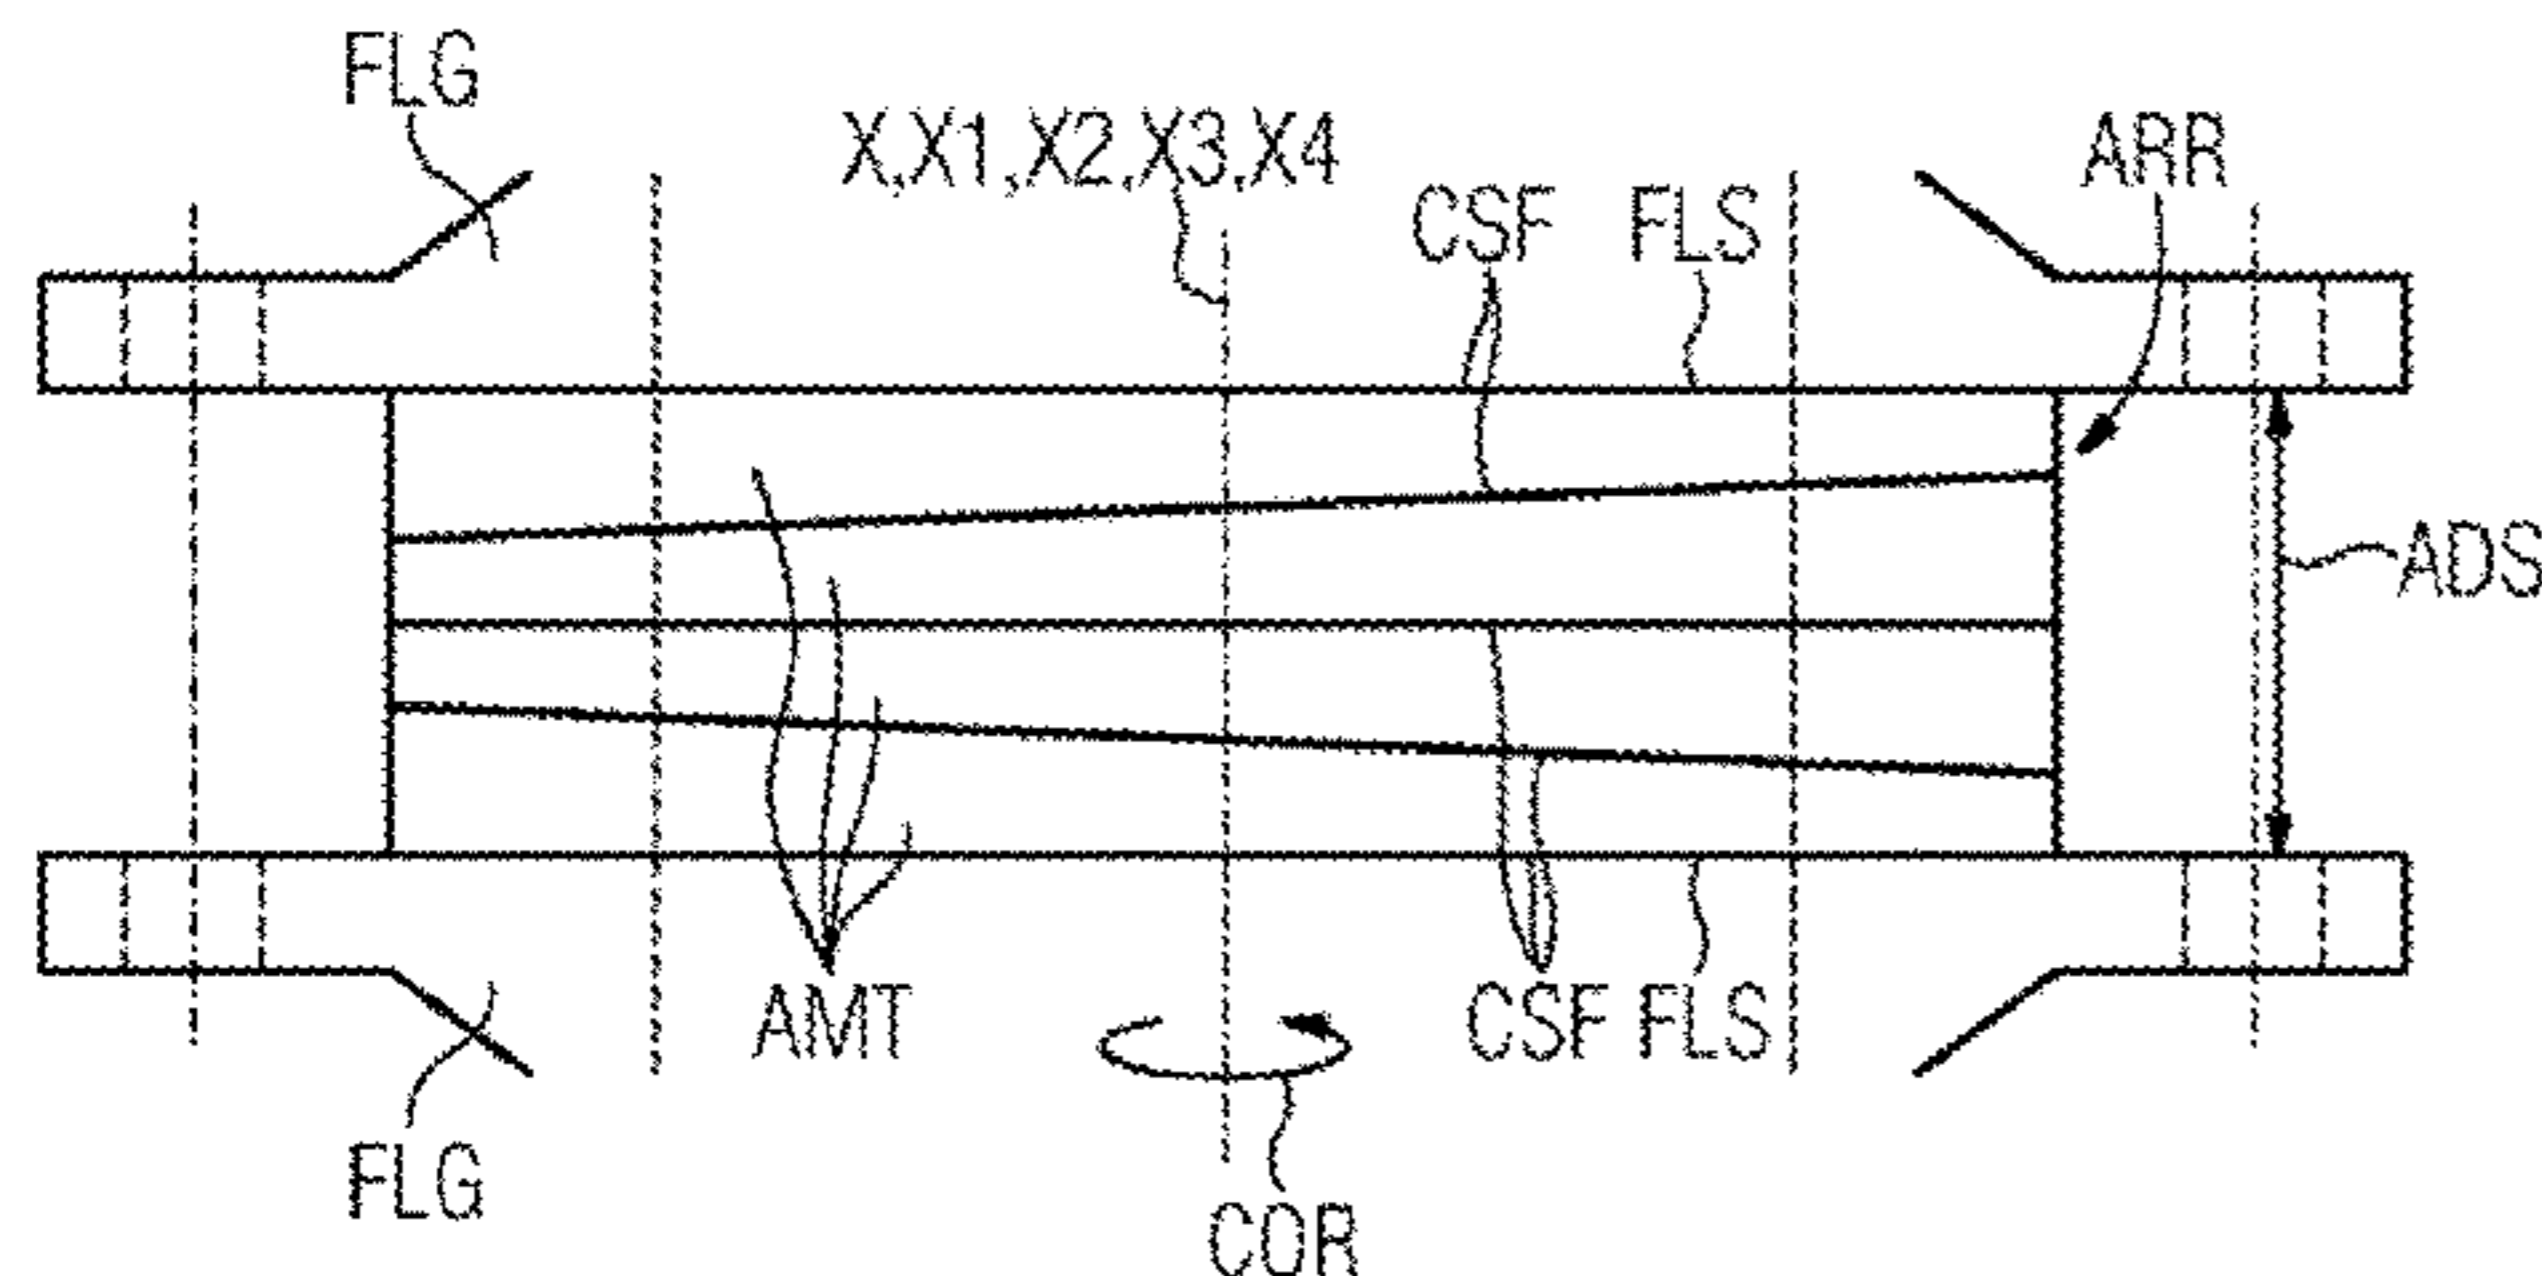 FLG
X,X1,X2,X3,X4
ARR
CSF FLS
ADS
AMT
CSF FLS
FLG
COR